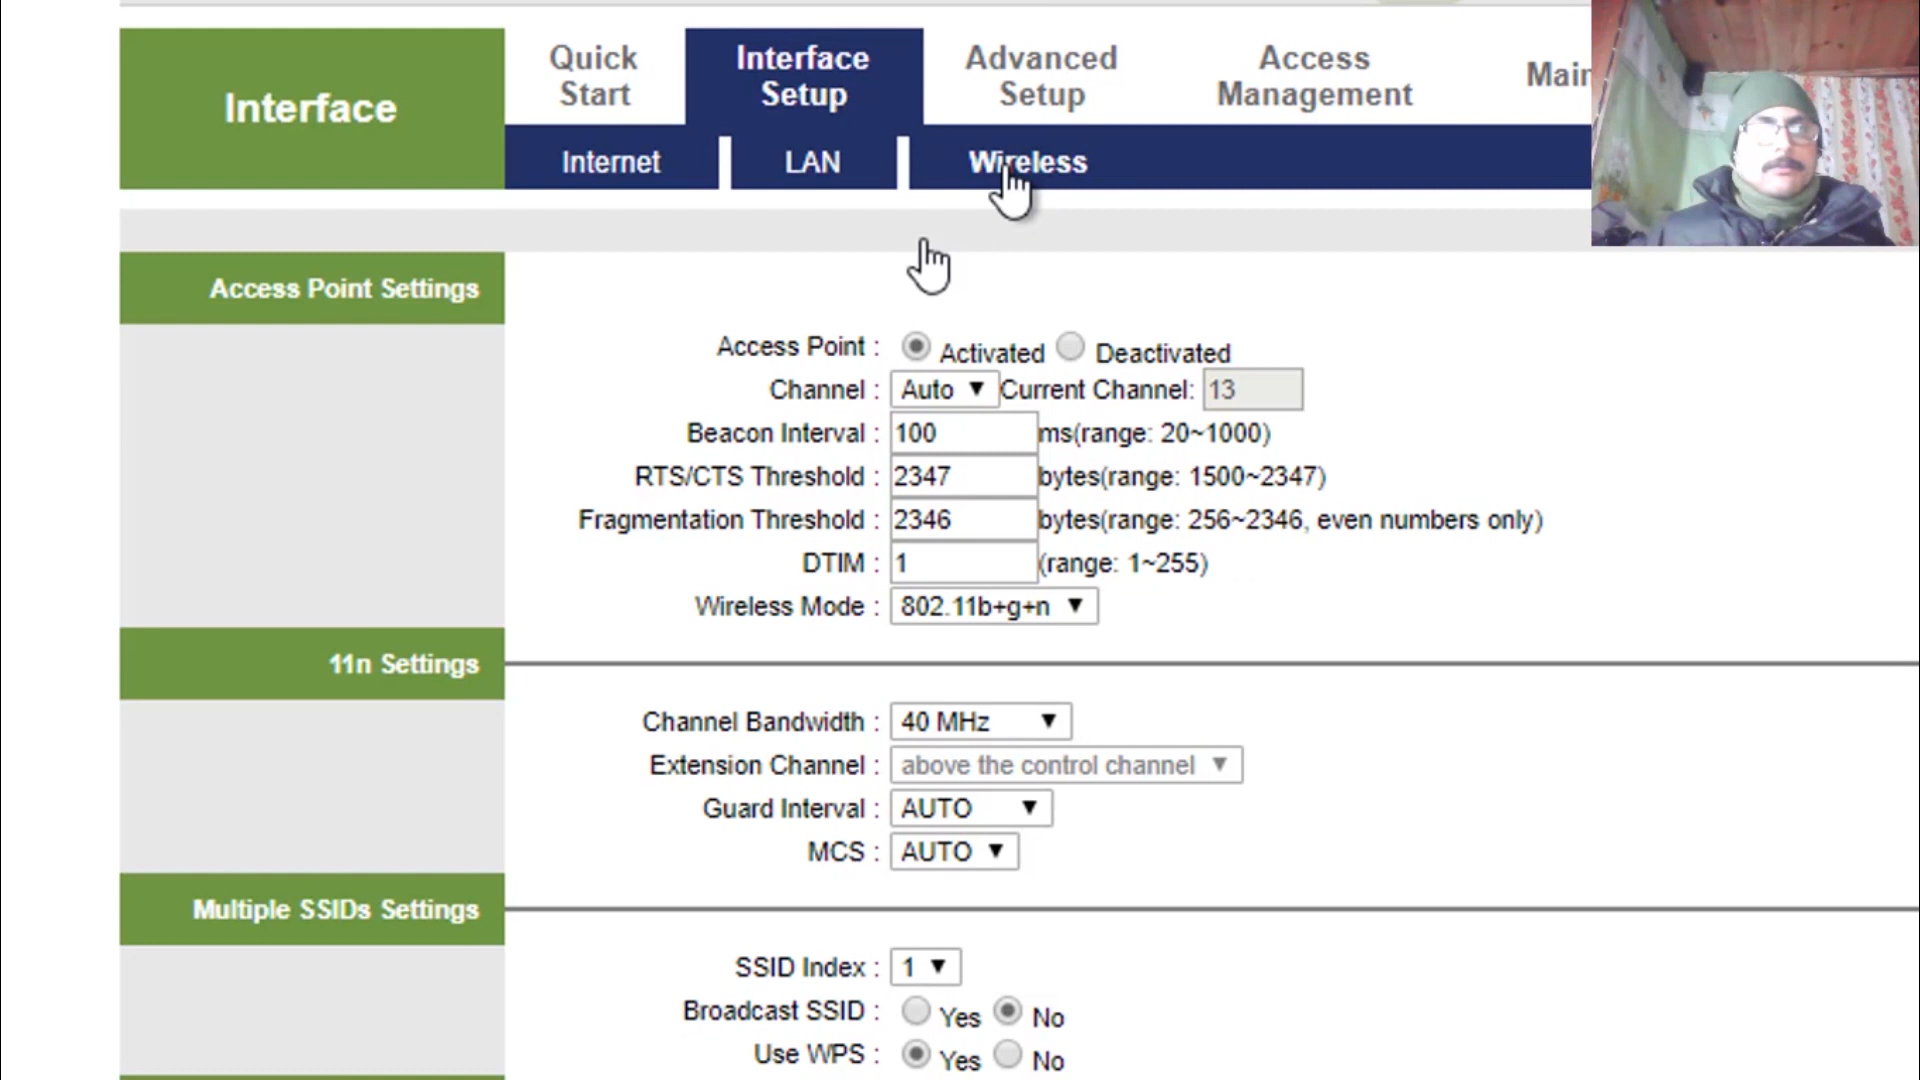 Interface
Quick Start
Interface Setup
Advanced Setup
Access Management
Internet
LAN
Wireless
Access Point Settings
Access Point : Activated Deactivated
Channel : Auto Current Channel: 13
Beacon Interval : 100 ms(range: 20~1000)
RTS/CTS Threshold : 2347 bytes(range: 1500~2347)
Fragmentation Threshold : 2346 bytes(range: 256~2346, even numbers only)
DTIM : 1 (range: 1~255)
Wireless Mode : 802.11b+g+n
11n Settings
Channel Bandwidth : 40 MHz
Extension Channel : above the control channel
Guard Interval : AUTO
MCS : AUTO
Multiple SSIDs Settings
SSID Index : 1
Broadcast SSID : Yes No
Use WPS : Yes No